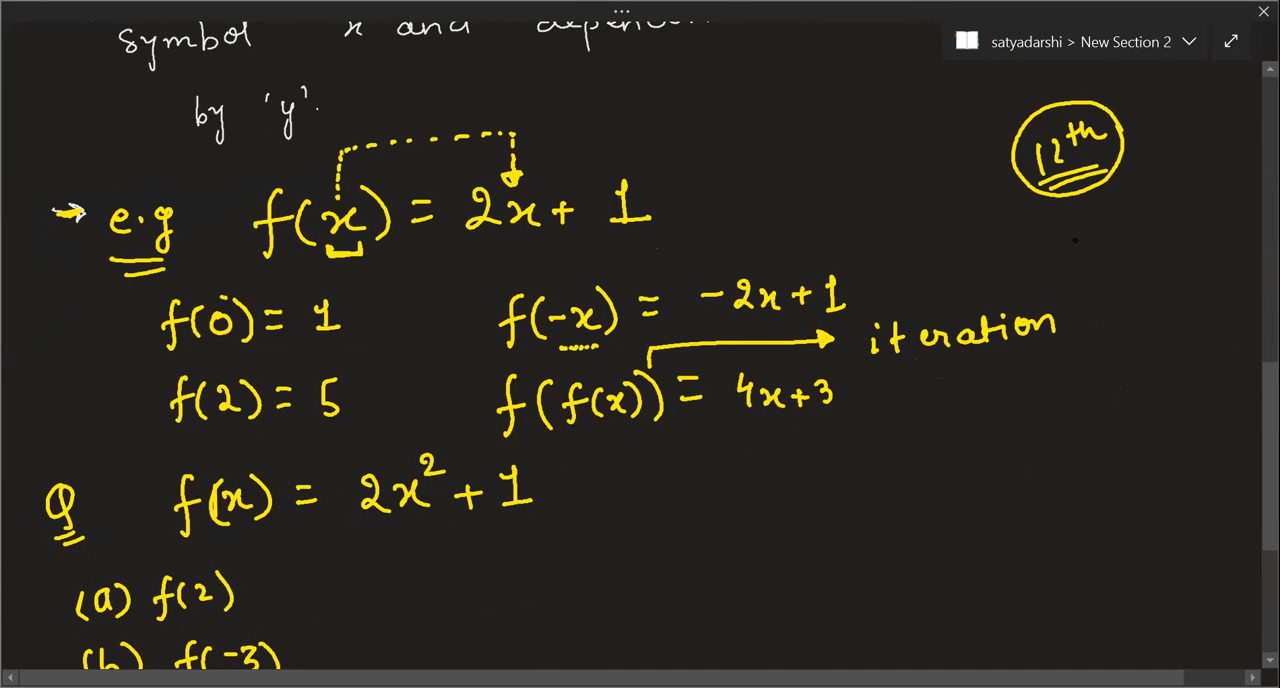 satyadarshi > New Section 2
symbol x and
by 'y'.
12th
e.g f(x) = 2x + 1
f(0) = 1 f(-x) = -2x + 1
iteration
f(2) = 5 f(f(x)) = 4x+3
Q f(x) = 2x² + 1
(a) f(2)
(b) f(-3)